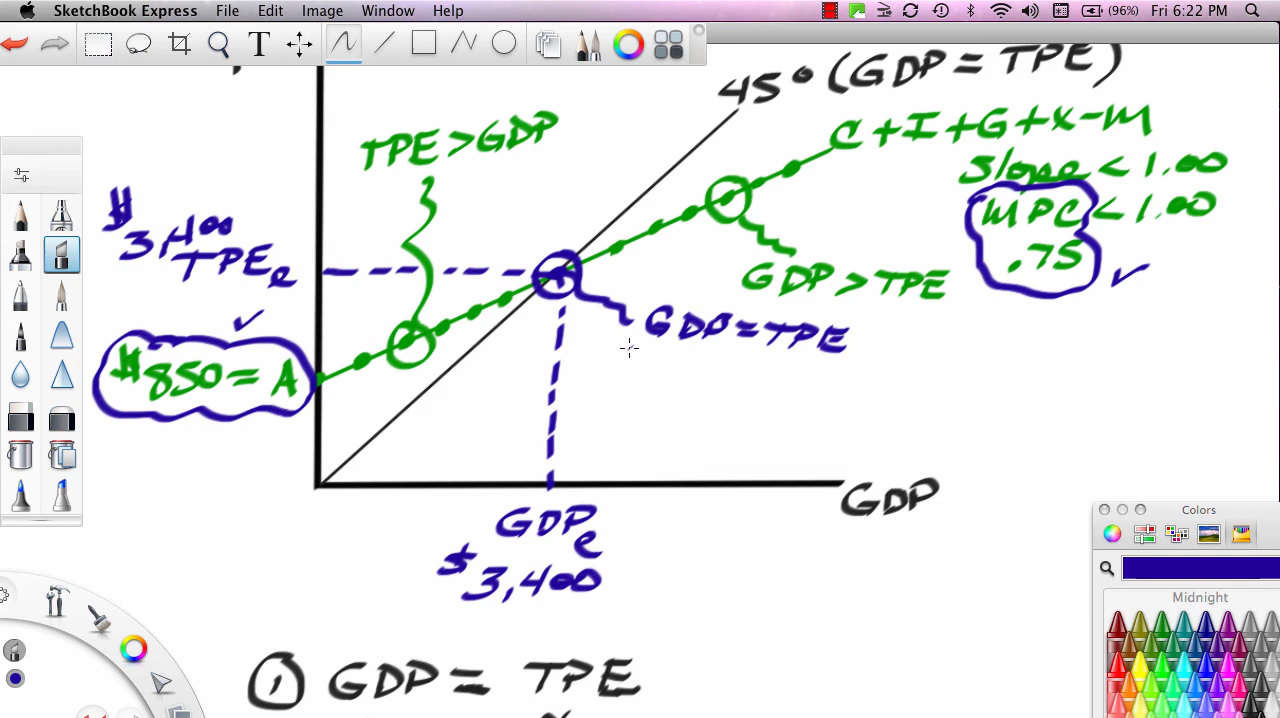 SketchBook Express File Edit Image Window Help (96%) Fri 6:22 PM
T
45° (GDP = TPE)
C + I + G + X - M
TPE > GDP
Slope < 1.00
MPC < 1.00
.75
$3,400
TPEe
GDP > TPE
GDP = TPE
$850 = A
GDP
GDPe
$3,400
Colors
Midnight
① GDP = TPE